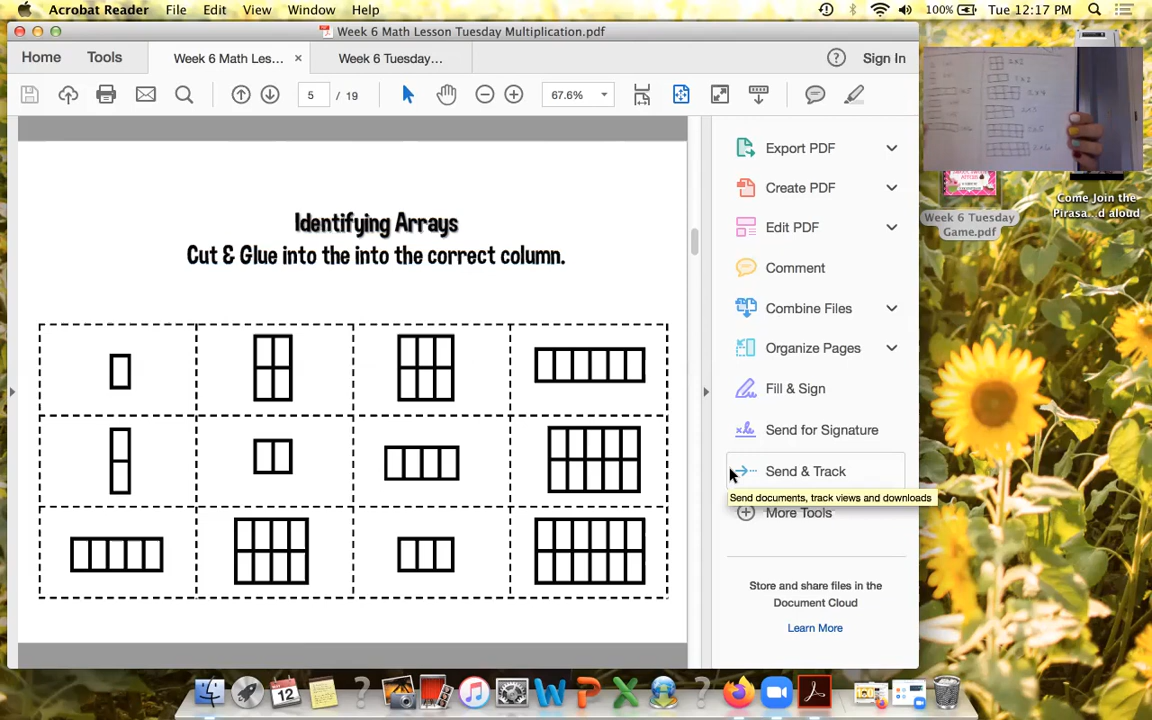 Acrobat Reader File Edit View Window Help 100% Tue 12:17 PM
Week 6 Math Lesson Tuesday Multiplication.pdf
Home Tools Week 6 Math Les... × Week 6 Tuesday... Sign In
5 / 19 67.6%
Identifying Arrays
Cut & Glue into the into the correct column.
Export PDF
Create PDF
Edit PDF
Comment
Combine Files
Organize Pages
Fill & Sign
Send for Signature
Send & Track
Send documents, track views and downloads
More Tools
Store and share files in the
Document Cloud
Learn More
Week 6 Tuesday
Game.pdf
Come Join the
Pirasa...d aloud
12